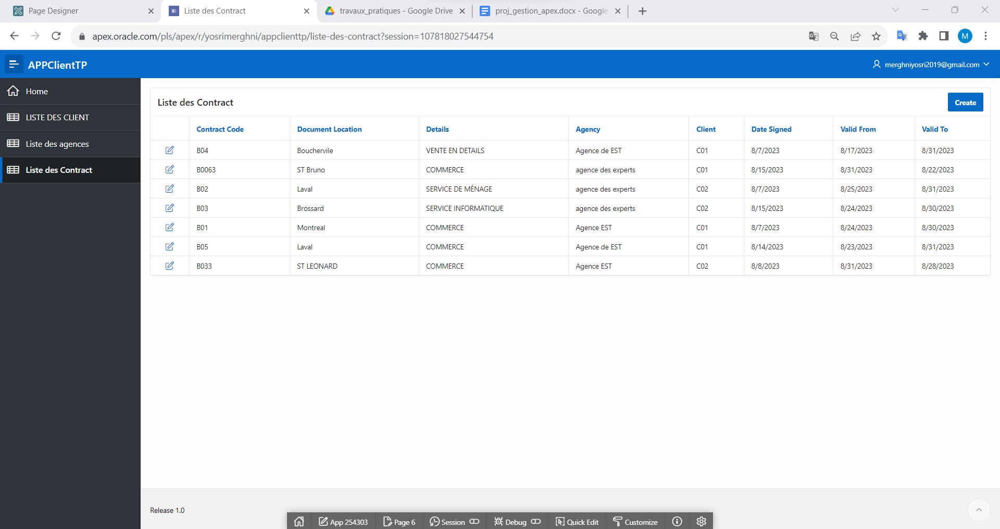 Page Designer
Liste des Contract
travaux_pratiques - Google Drive
proj_gestion_apex.docx - Google
apex.oracle.com/pls/apex/r/yosrimerghni/appclienttp/liste-des-contract?session=107818027544754
M
APPClientTP
merghniyosri2019@gmail.com
Home
LISTE DES CLIENT
Liste des agences
Liste des Contract
Liste des Contract
Create
Contract Code Document Location Details Agency Client Date Signed Valid From Valid To
B04 Bouchervile VENTE EN DETAILS Agence de EST C01 8/7/2023 8/17/2023 8/31/2023
B0063 ST Bruno COMMERCE agence des experts C01 8/15/2023 8/31/2023 8/22/2023
B02 Laval SERVICE DE MÉNAGE agence des experts C02 8/7/2023 8/25/2023 8/31/2023
B03 Brossard SERVICE INFORMATIQUE agence des experts C02 8/15/2023 8/24/2023 8/30/2023
B01 Montreal COMMERCE Agence EST C01 8/7/2023 8/24/2023 8/30/2023
B05 Laval COMMERCE Agence de EST C01 8/14/2023 8/23/2023 8/31/2023
B033 ST LEONARD COMMERCE Agence EST C02 8/8/2023 8/31/2023 8/28/2023
Release 1.0
App 254303 Page 6 Session Debug Quick Edit Customize